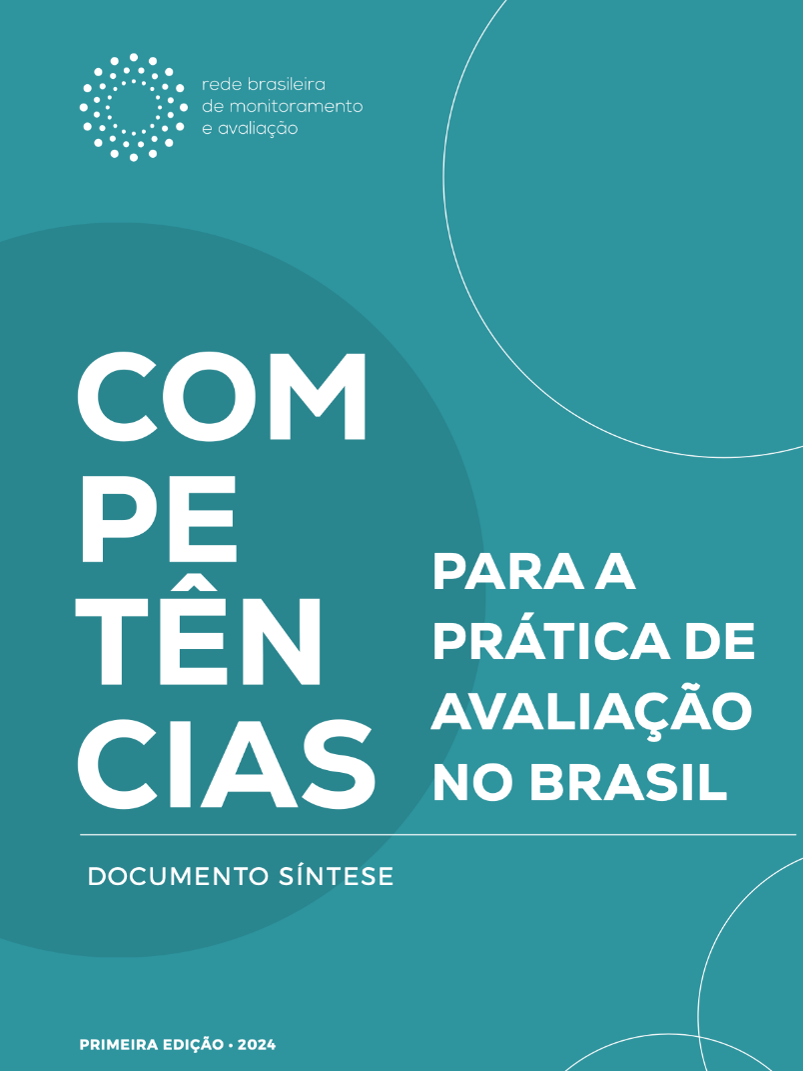 rede brasileira
de monitoramento
e avaliação
COM
PE
TÊN
CIAS
PARA A
PRÁTICA DE
AVALIAÇÃO
NO BRASIL
DOCUMENTO SÍNTESE
PRIMEIRA EDIÇÃO • 2024